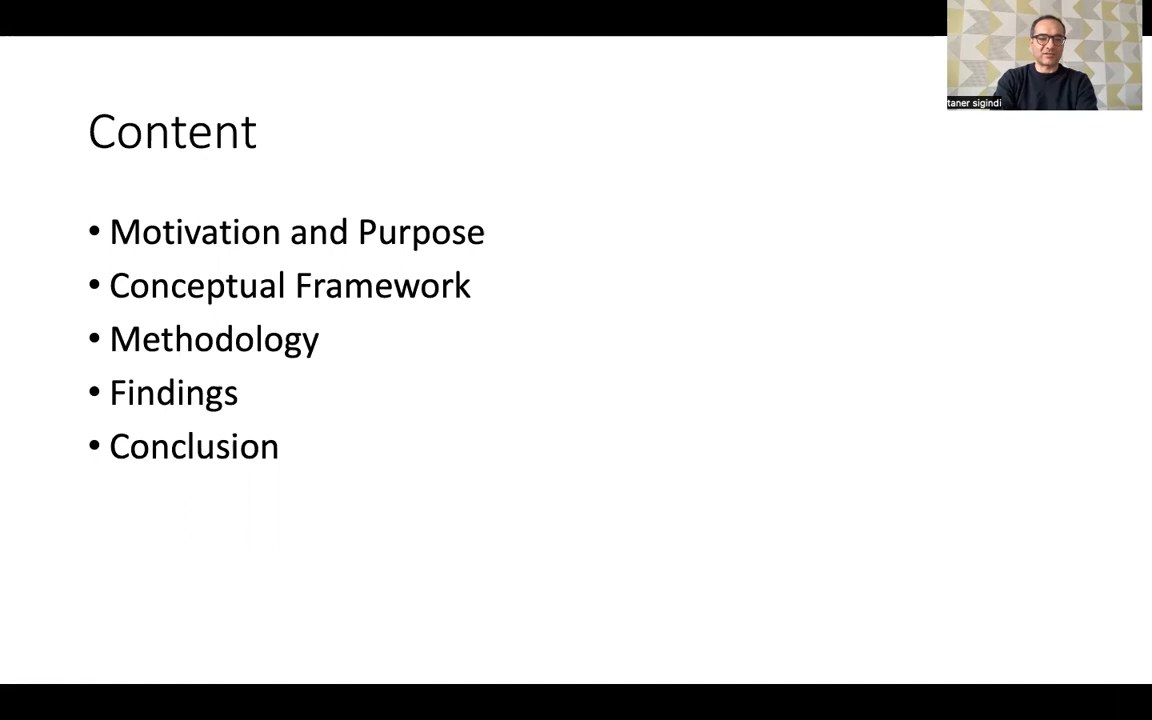 taner sigindi
Content
• Motivation and Purpose
• Conceptual Framework
• Methodology
• Findings
• Conclusion